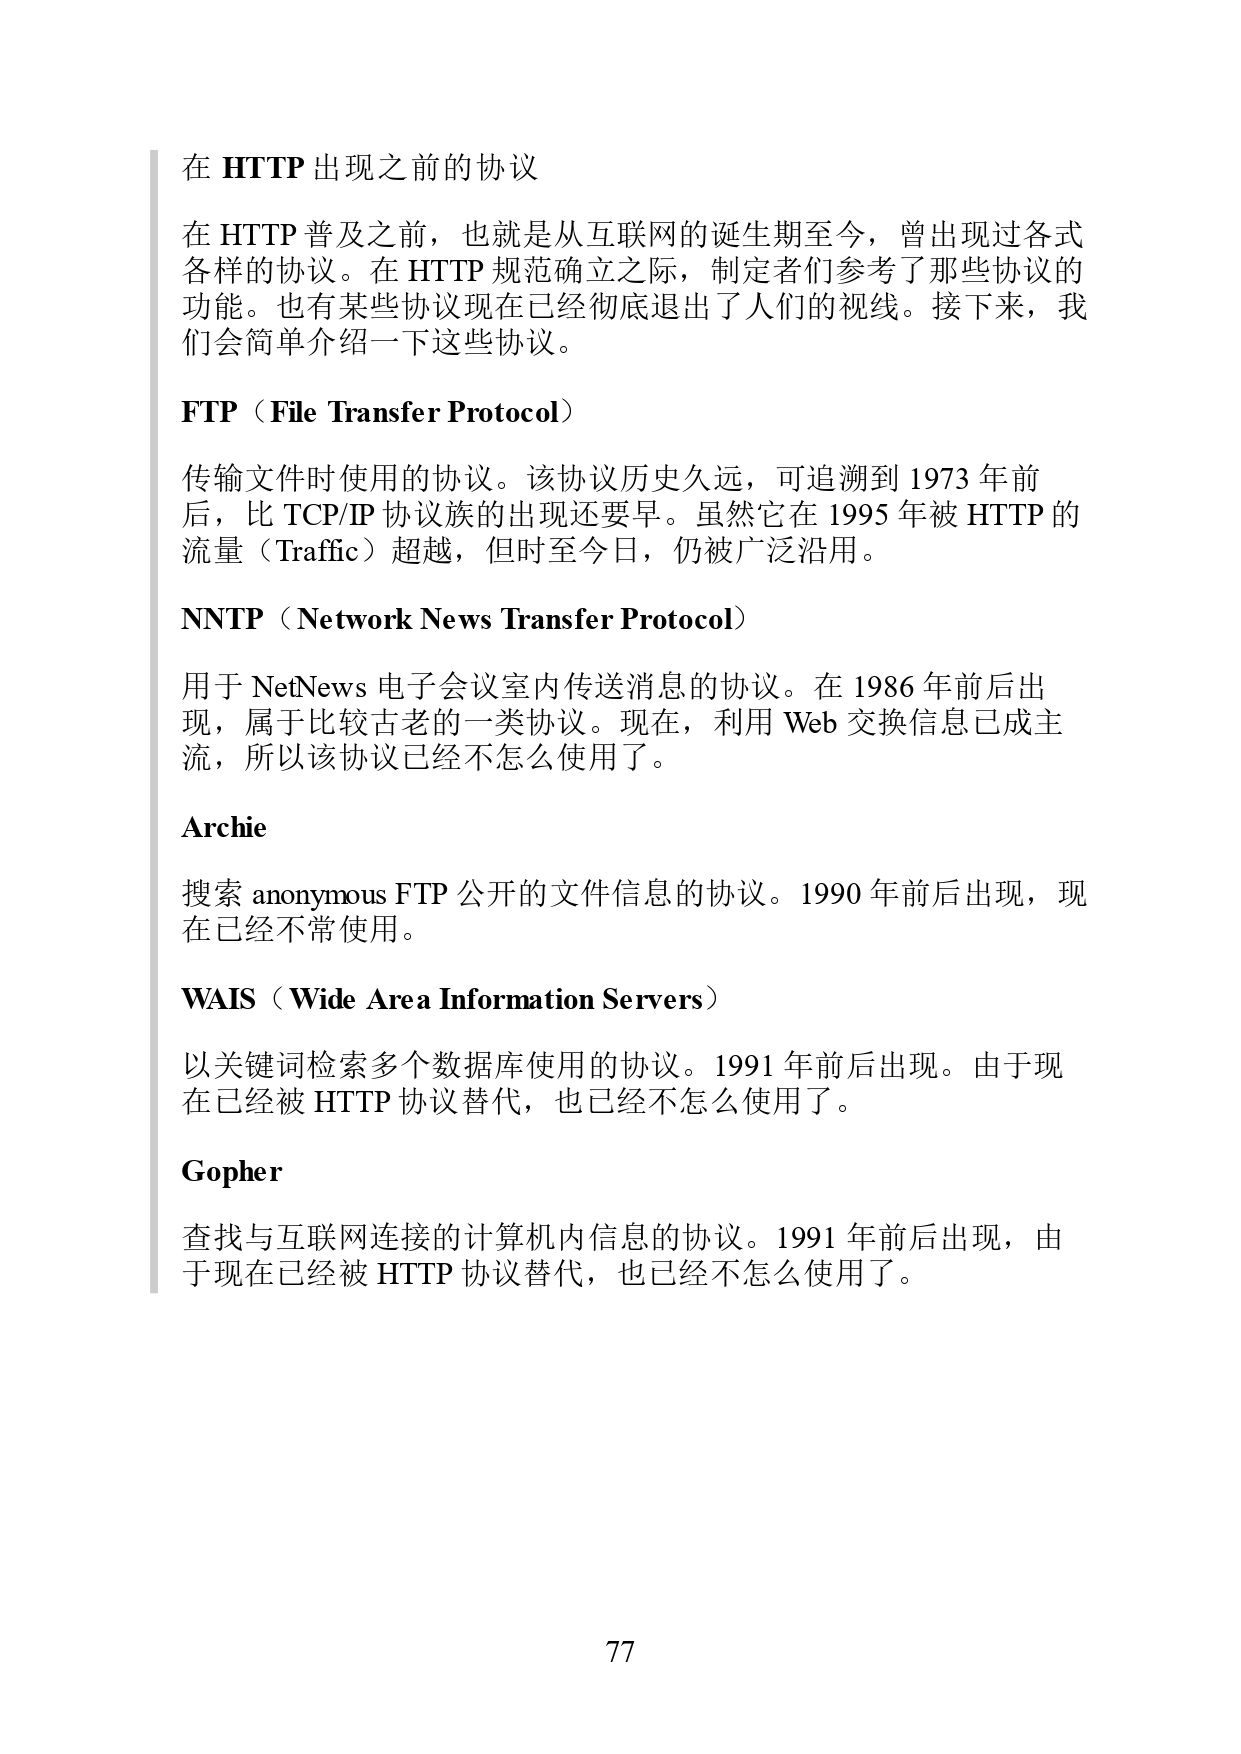 在 HTTP 出现之前的协议
在 HTTP 普及之前，也就是从互联网的诞生期至今，曾出现过各式
各样的协议。在 HTTP 规范确立之际，制定者们参考了那些协议的
功能。也有某些协议现在已经彻底退出了人们的视线。接下来，我
们会简单介绍一下这些协议。
FTP（File Transfer Protocol）
传输文件时使用的协议。该协议历史久远，可追溯到 1973 年前
后，比 TCP/IP 协议族的出现还要早。虽然它在 1995 年被 HTTP 的
流量（Traffic）超越，但时至今日，仍被广泛沿用。
NNTP（Network News Transfer Protocol）
用于 NetNews 电子会议室内传送消息的协议。在 1986 年前后出
现，属于比较古老的一类协议。现在，利用 Web 交换信息已成主
流，所以该协议已经不怎么使用了。
Archie
搜索 anonymous FTP 公开的文件信息的协议。1990 年前后出现，现
在已经不常使用。
WAIS（Wide Area Information Servers）
以关键词检索多个数据库使用的协议。1991 年前后出现。由于现
在已经被 HTTP 协议替代，也已经不怎么使用了。
Gopher
查找与互联网连接的计算机内信息的协议。1991 年前后出现，由
于现在已经被 HTTP 协议替代，也已经不怎么使用了。
77